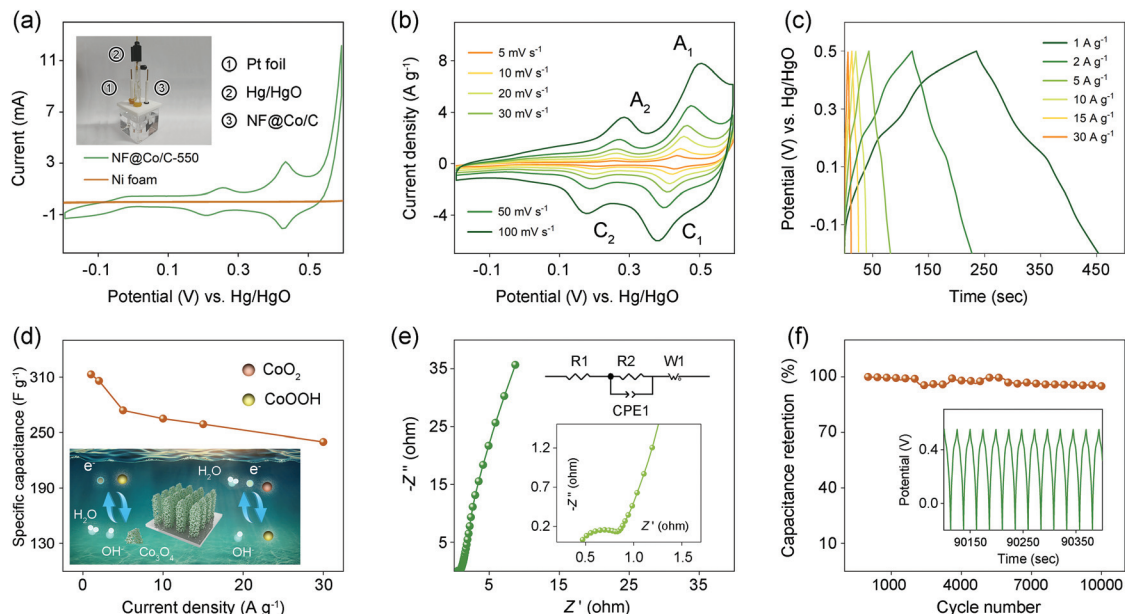 (a)
11
7
3
-1
Current (mA)
② 
① 
③ 
① Pt foil
② Hg/HgO
③ NF@Co/C
NF@Co/C-550
Ni foam
-0.1 0.1 0.3 0.5
Potential (V) vs. Hg/HgO
(b)
12
8
4
0
-4
-8
Current density (A g⁻¹)
5 mV s⁻¹
10 mV s⁻¹
20 mV s⁻¹
30 mV s⁻¹
A₁
A₂
50 mV s⁻¹
100 mV s⁻¹
C₂
C₁
-0.1 0.1 0.3 0.5
Potential (V) vs. Hg/HgO
(c)
0.5
0.3
0.1
-0.1
Potential (V) vs. Hg/HgO
1 A g⁻¹
2 A g⁻¹
5 A g⁻¹
10 A g⁻¹
15 A g⁻¹
30 A g⁻¹
50 150 250 350 450
Time (sec)
(d)
310
250
190
130
Specific capacitance (F g⁻¹)
CoO₂
CoOOH
e⁻
H₂O
e⁻
H₂O
OH⁻
Co₃O₄
OH⁻
0 10 20 30
Current density (A g⁻¹)
(e)
35
25
15
5
-Z'' (ohm)
R1 R2 W1
CPE1
1.2
0.7
0.2
-Z'' (ohm)
Z' (ohm)
0.5 1.0 1.5
5 15 25 35
Z' (ohm)
(f)
100
70
40
10
Capacitance retention (%)
0.4
0.0
Potential (V)
90150 90250 90350
Time (sec)
1000 4000 7000 10000
Cycle number